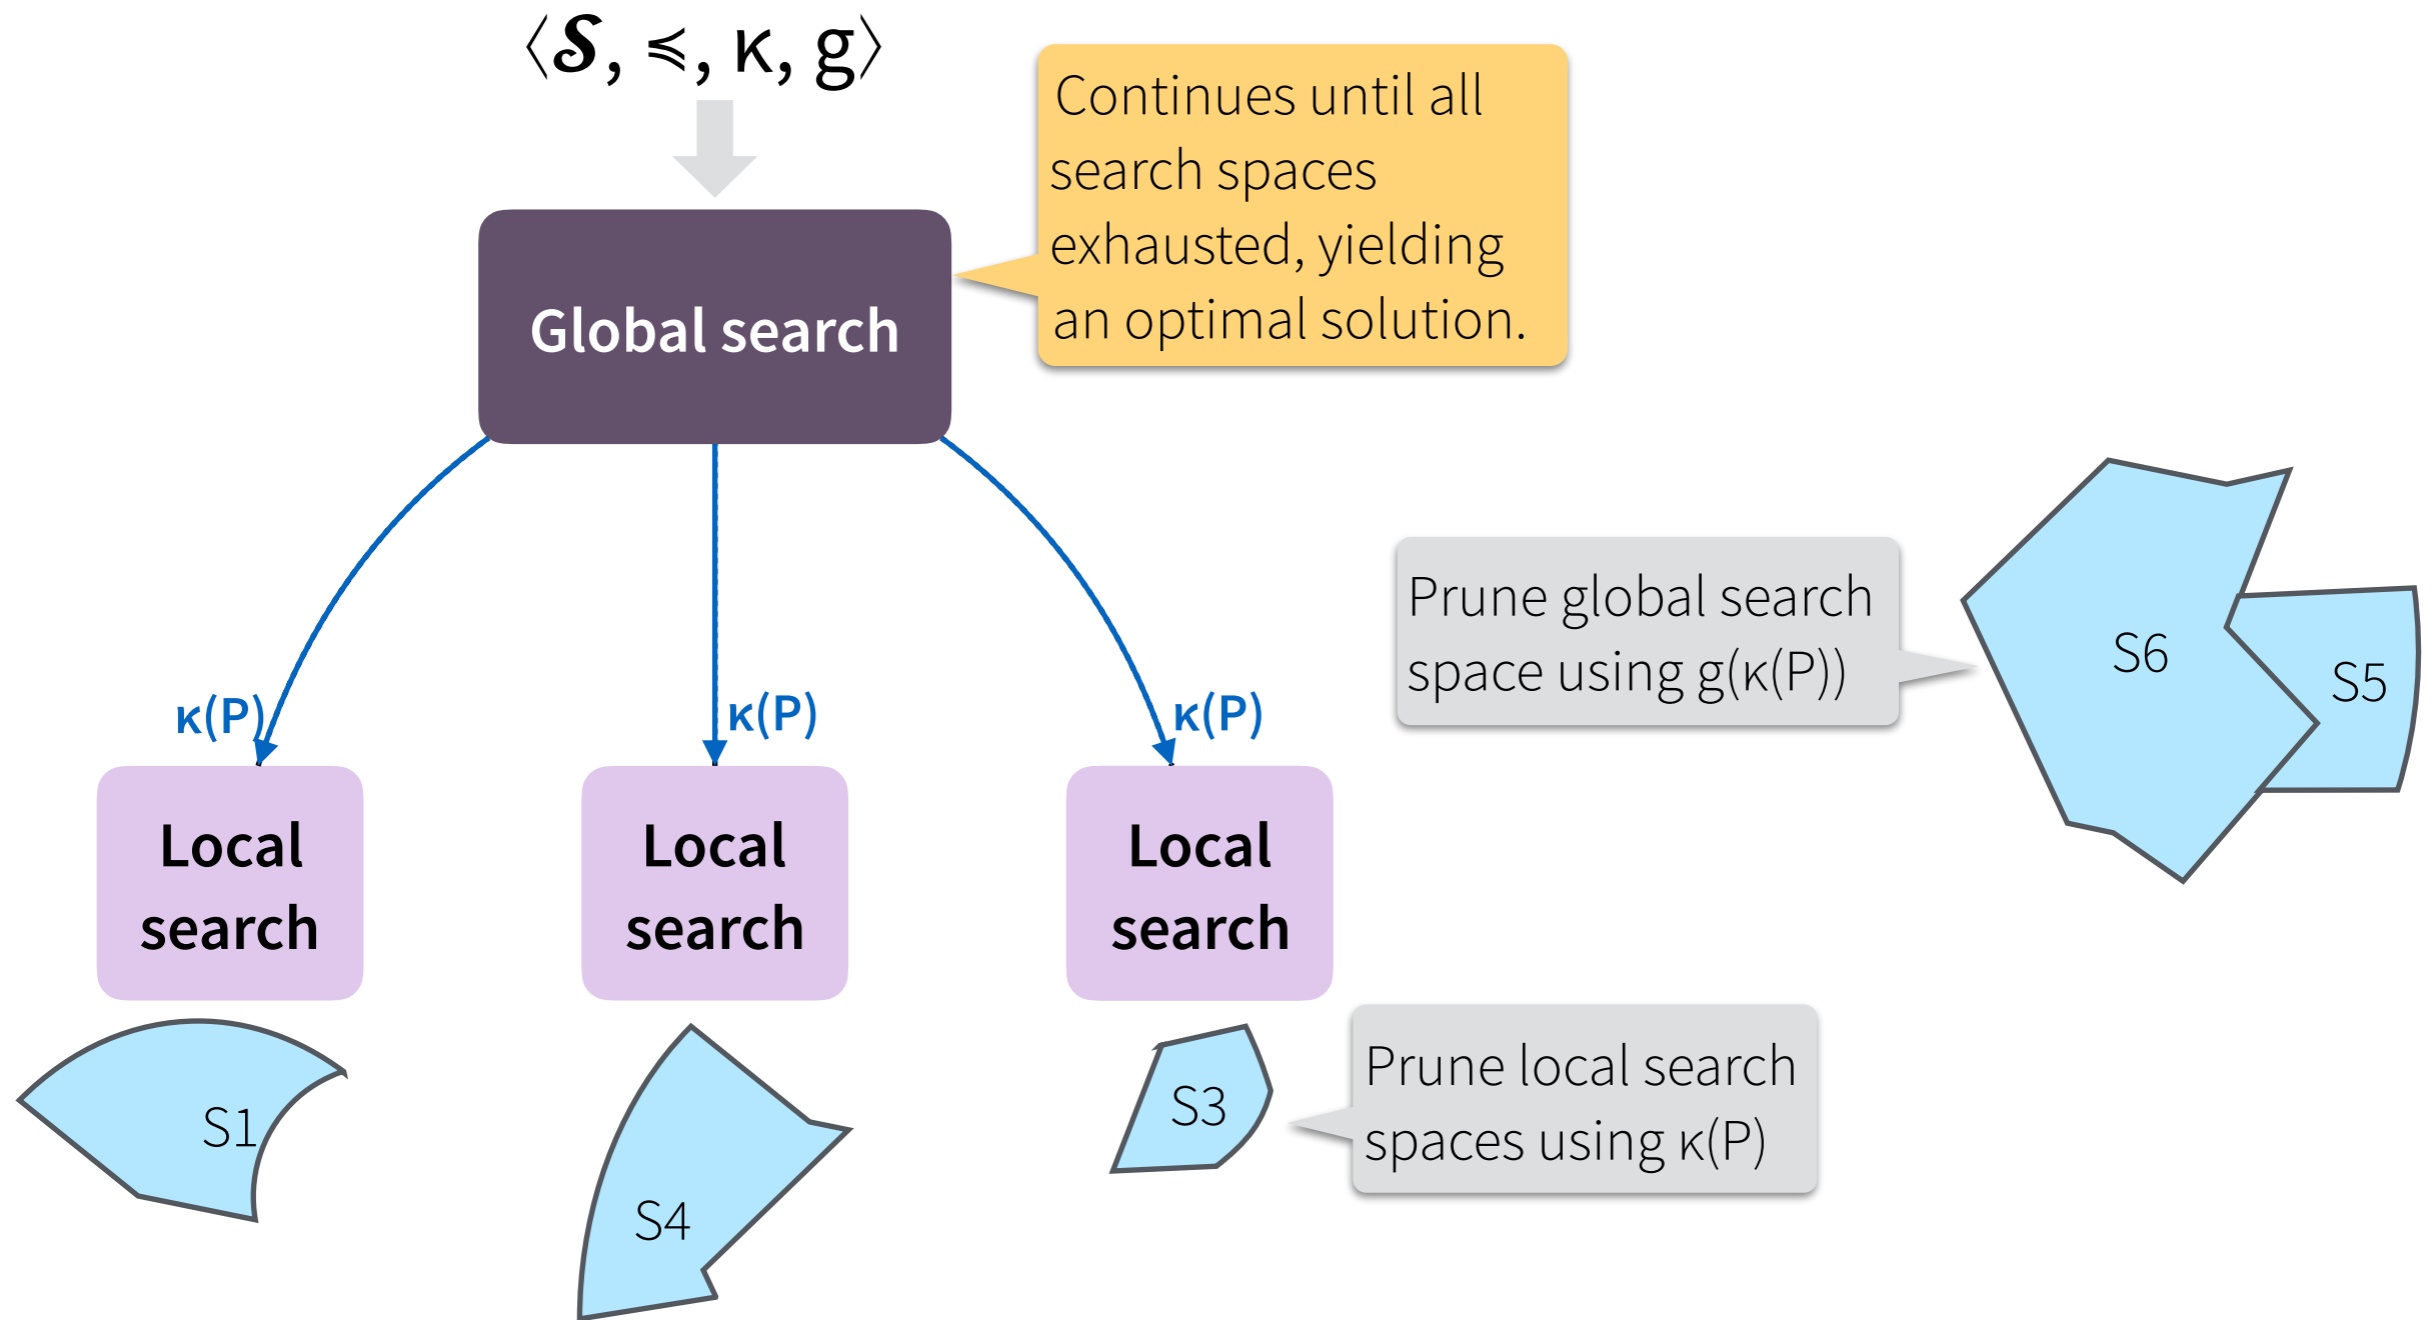 ⟨𝓢, ≼, κ, g⟩
Continues until all
search spaces
exhausted, yielding
an optimal solution.
Global search
Prune global search
space using g(κ(P))
S6
S5
κ(P)
κ(P)
κ(P)
Local
search
Local
search
Local
search
S1
S4
S3
Prune local search
spaces using κ(P)